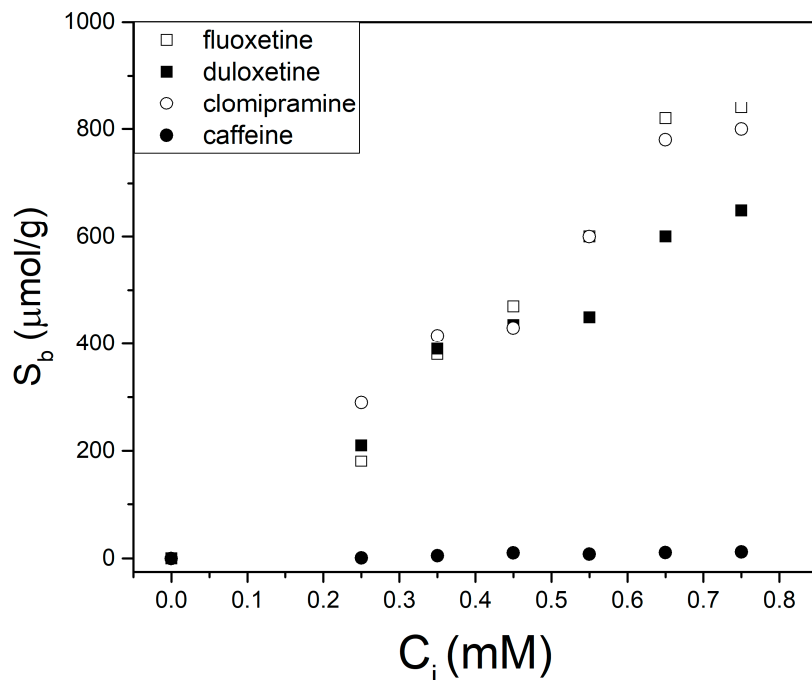 1000
800
600
400
200
0
S_b (μmol/g)
fluoxetine
duloxetine
clomipramine
caffeine
0.0 0.1 0.2 0.3 0.4 0.5 0.6 0.7 0.8
C_i (mM)